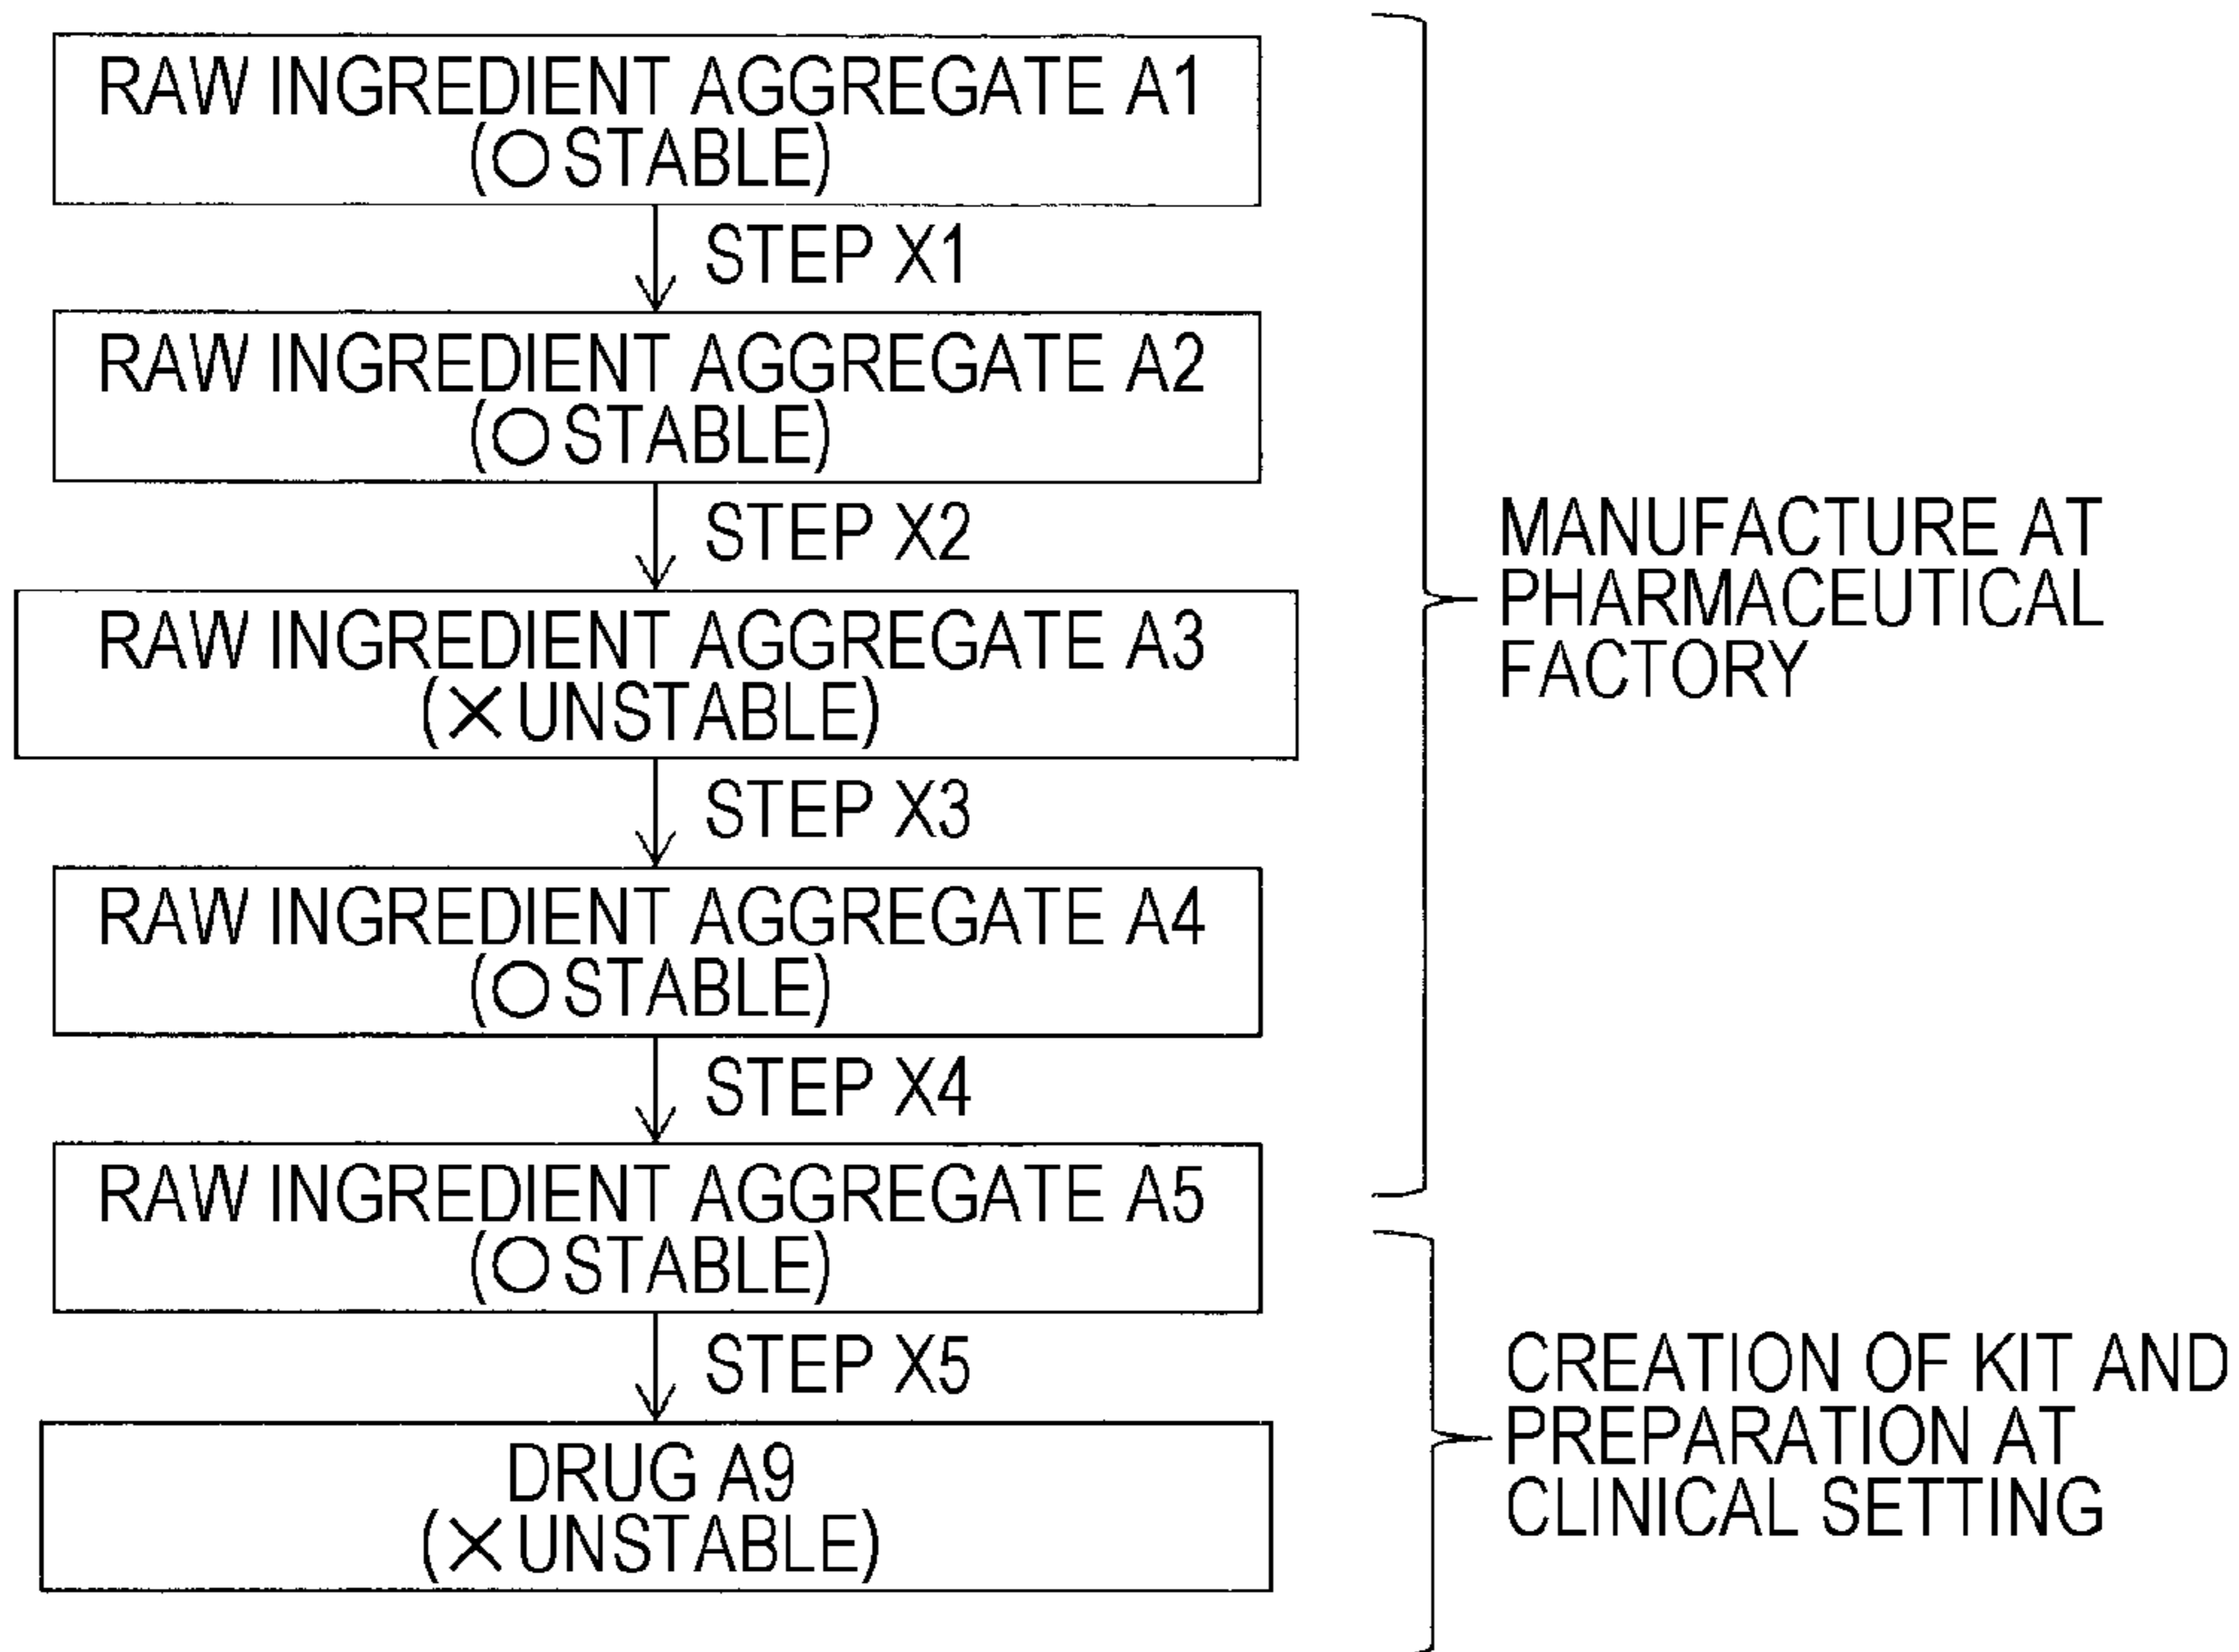 RAW INGREDIENT AGGREGATE A1
(○ STABLE)
STEP X1
RAW INGREDIENT AGGREGATE A2
(○ STABLE)
STEP X2
RAW INGREDIENT AGGREGATE A3
(× UNSTABLE)
STEP X3
RAW INGREDIENT AGGREGATE A4
(○ STABLE)
STEP X4
RAW INGREDIENT AGGREGATE A5
(○ STABLE)
STEP X5
DRUG A9
(× UNSTABLE)
MANUFACTURE AT
PHARMACEUTICAL
FACTORY
CREATION OF KIT AND
PREPARATION AT
CLINICAL SETTING